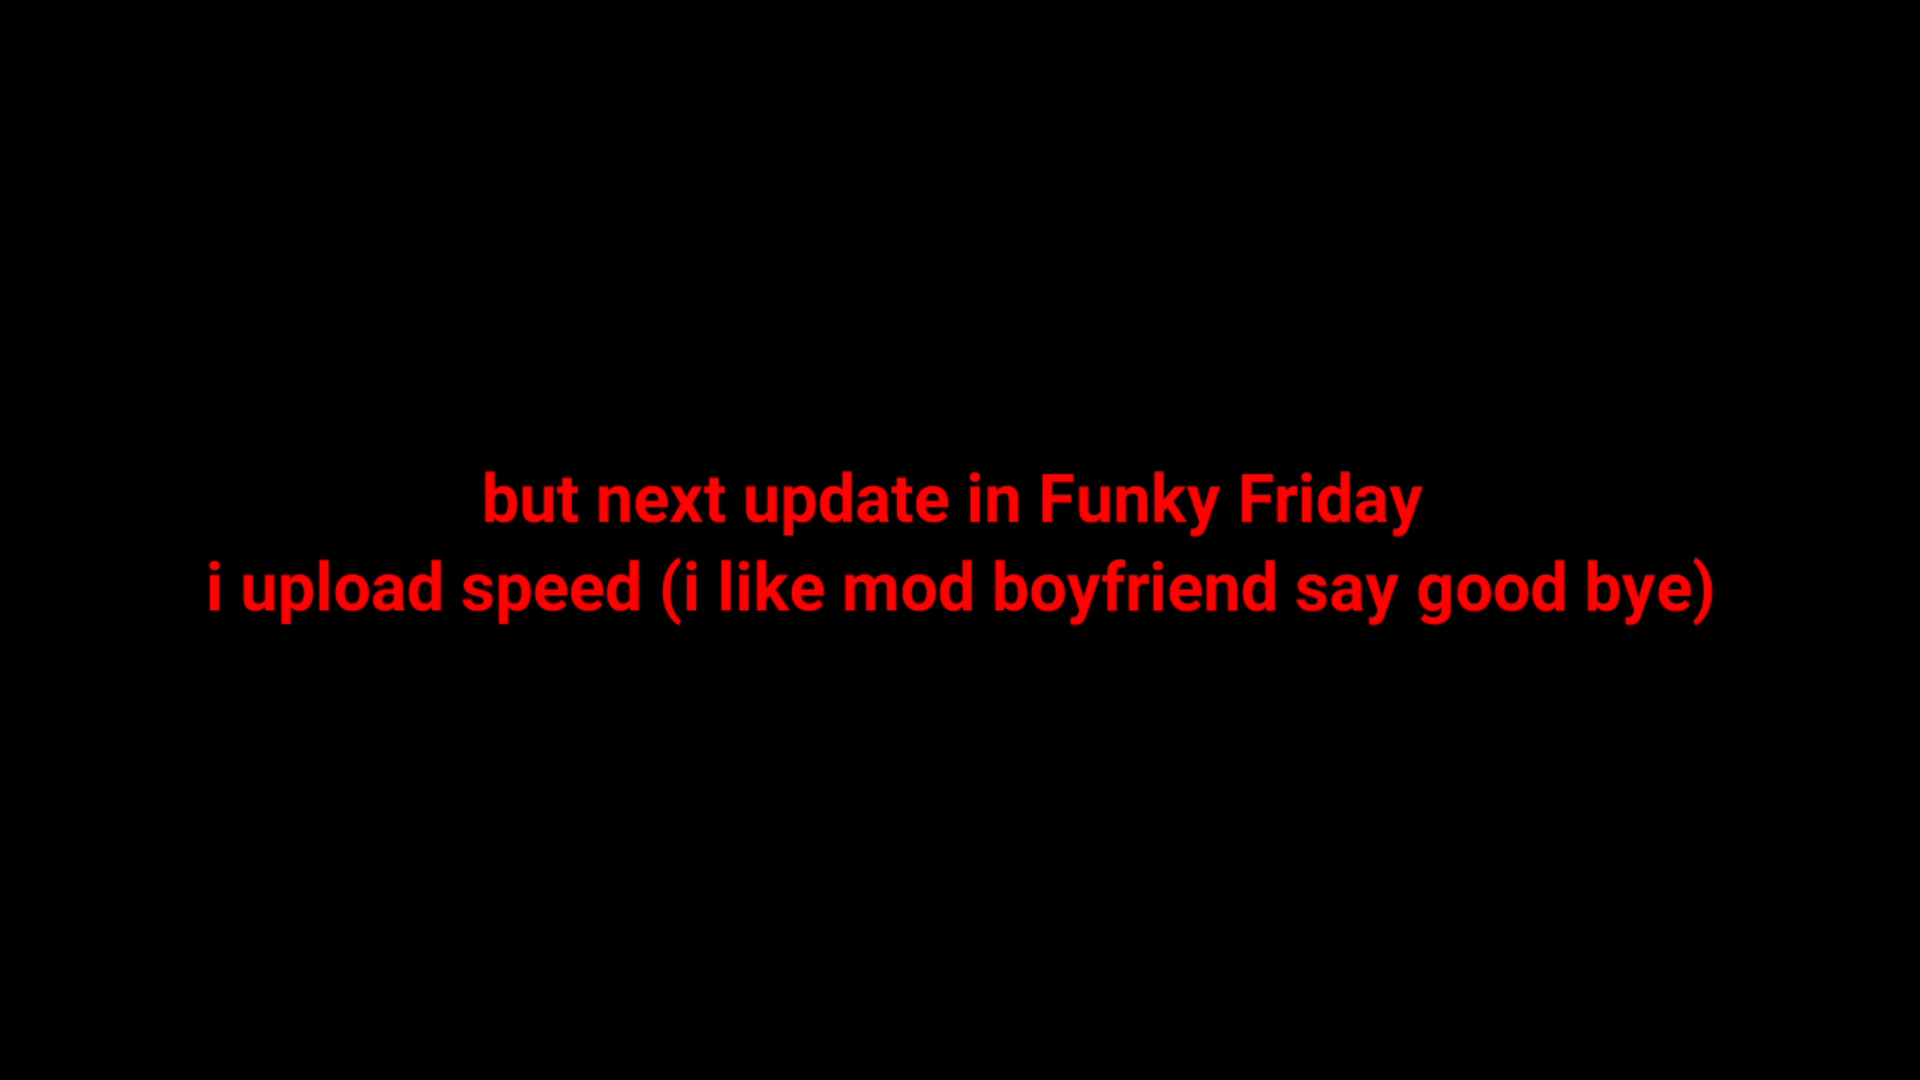 but next update in Funky Friday
i upload speed (i like mod boyfriend say good bye)